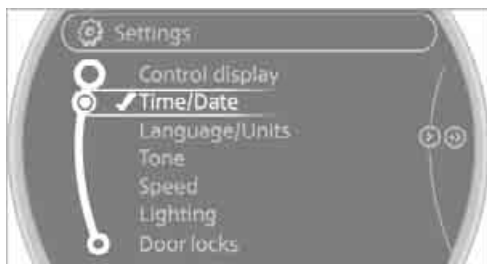 Settings
Control display
Time/Date
Language/Units
Tone
Speed
Lighting
Door locks